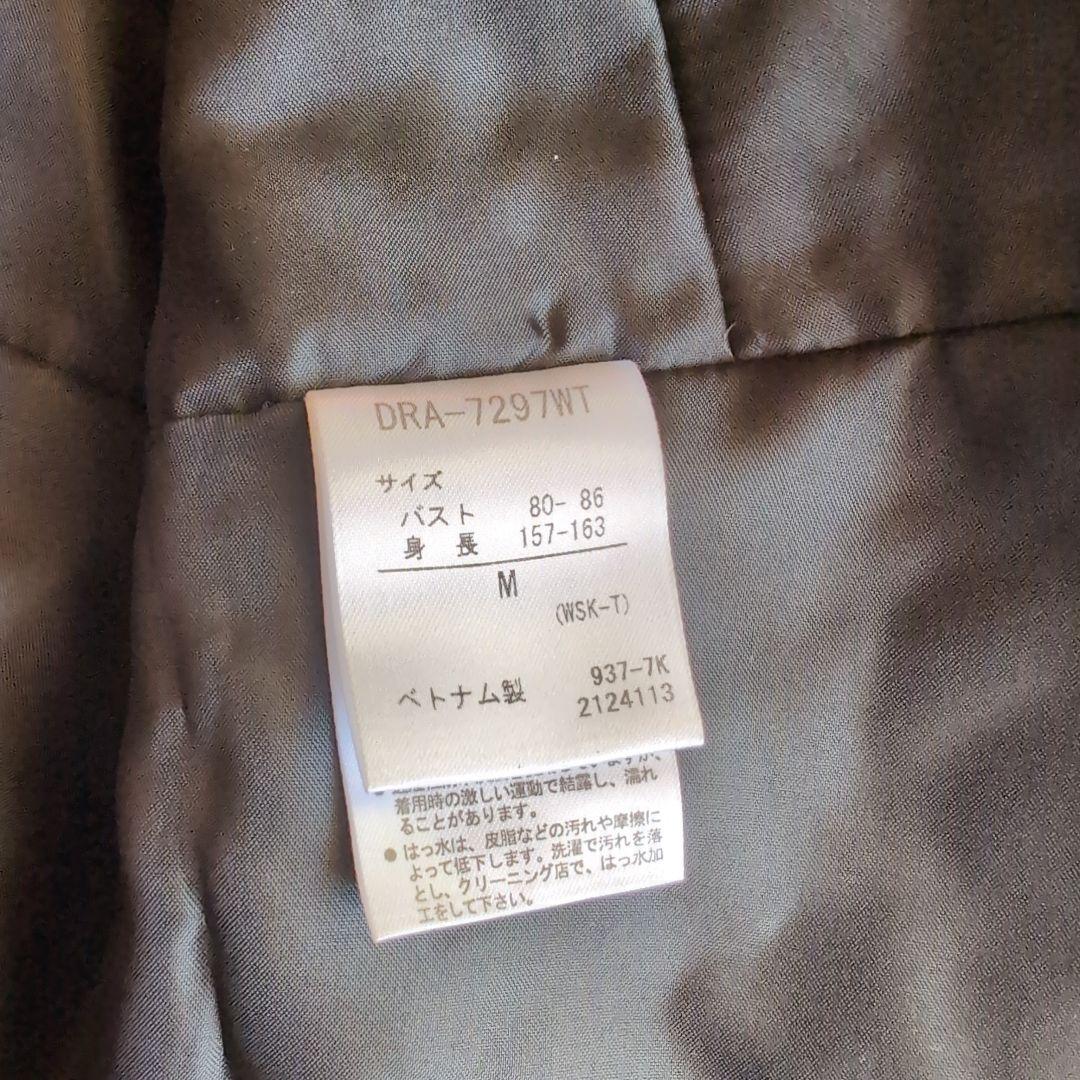 DRA-7297WT
サイズ
バスト 80- 86
身 長 157-163
M
(WSK-T)
937-7K
ベトナム製 2124113
着用時の激しい運動で結露し、濡れ
ることがあります。
● はっ水は、皮脂などの汚れや摩擦に
よって低下します。洗濯で汚れを落
とし、クリーニング店で、はっ水加
工をして下さい。